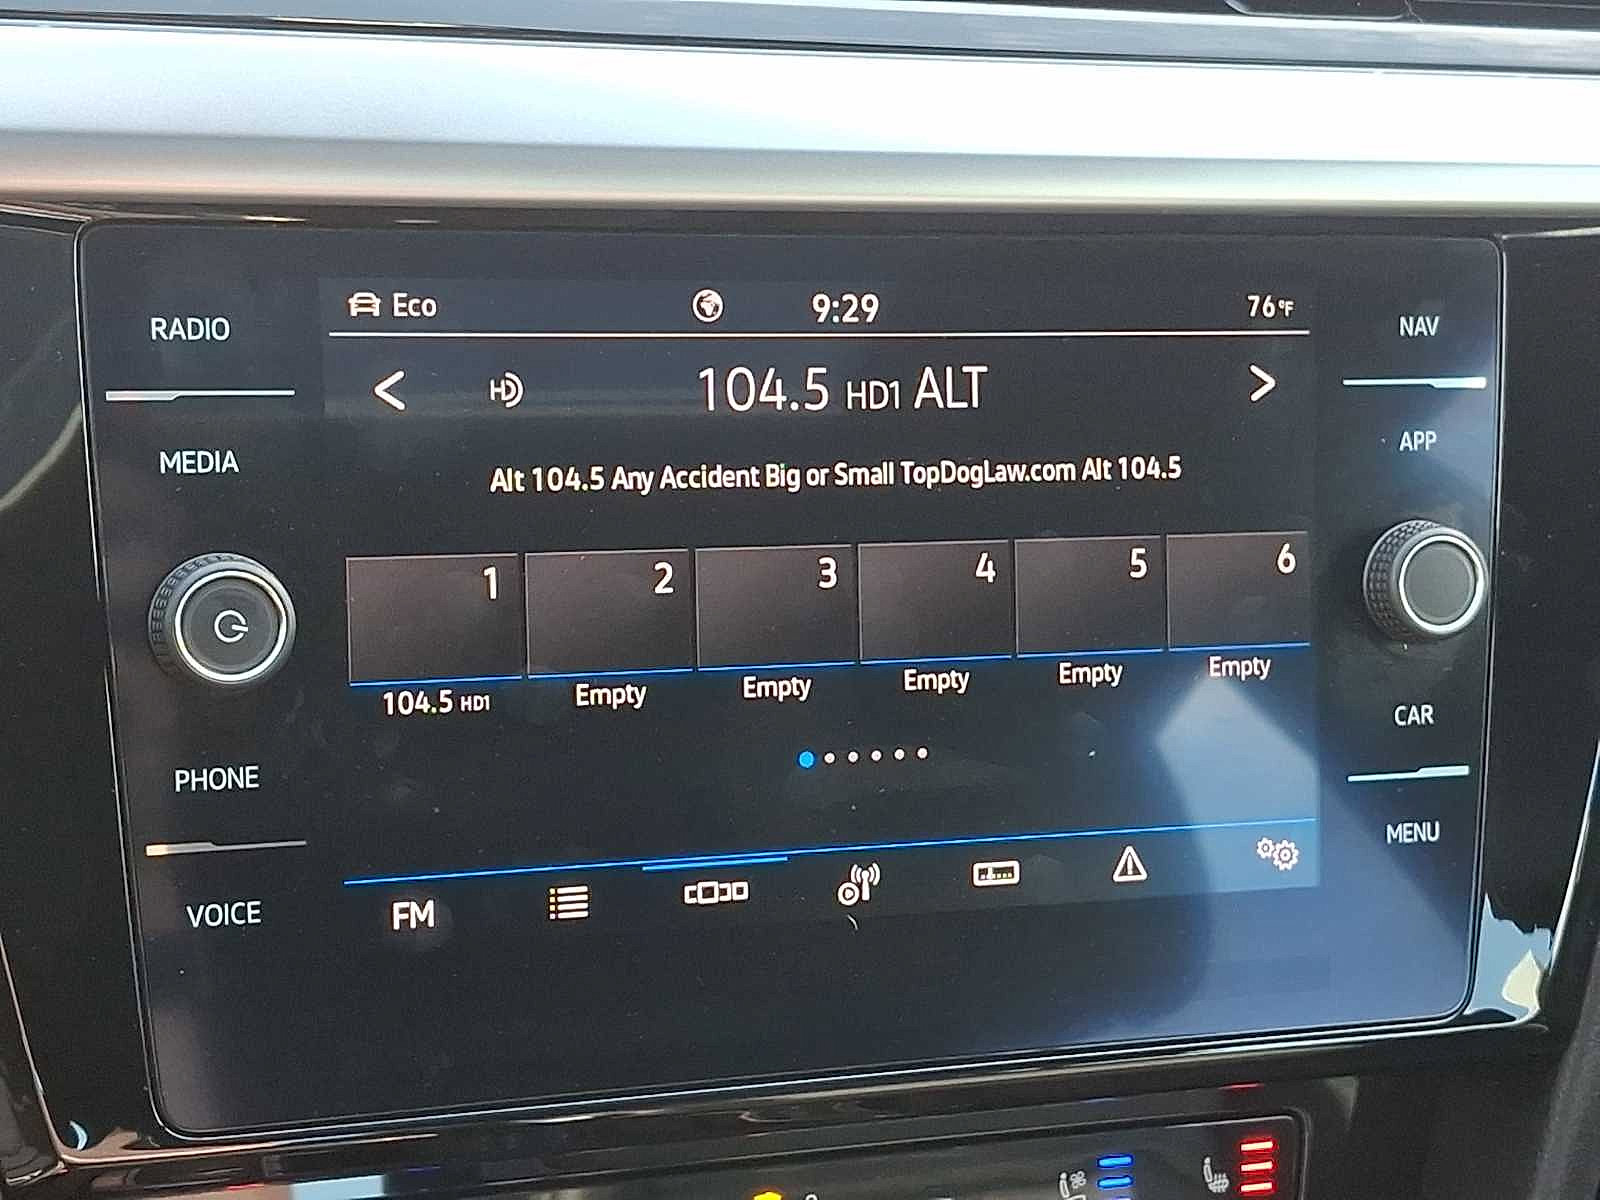 RADIO
MEDIA
PHONE
VOICE
Eco
9:29
76°F
HD
104.5 HD1 ALT
Alt 104.5 Any Accident Big or Small TopDogLaw.com Alt 104.5
1
2
3
4
5
6
104.5 HD1
Empty
Empty
Empty
Empty
Empty
FM
NAV
APP
CAR
MENU